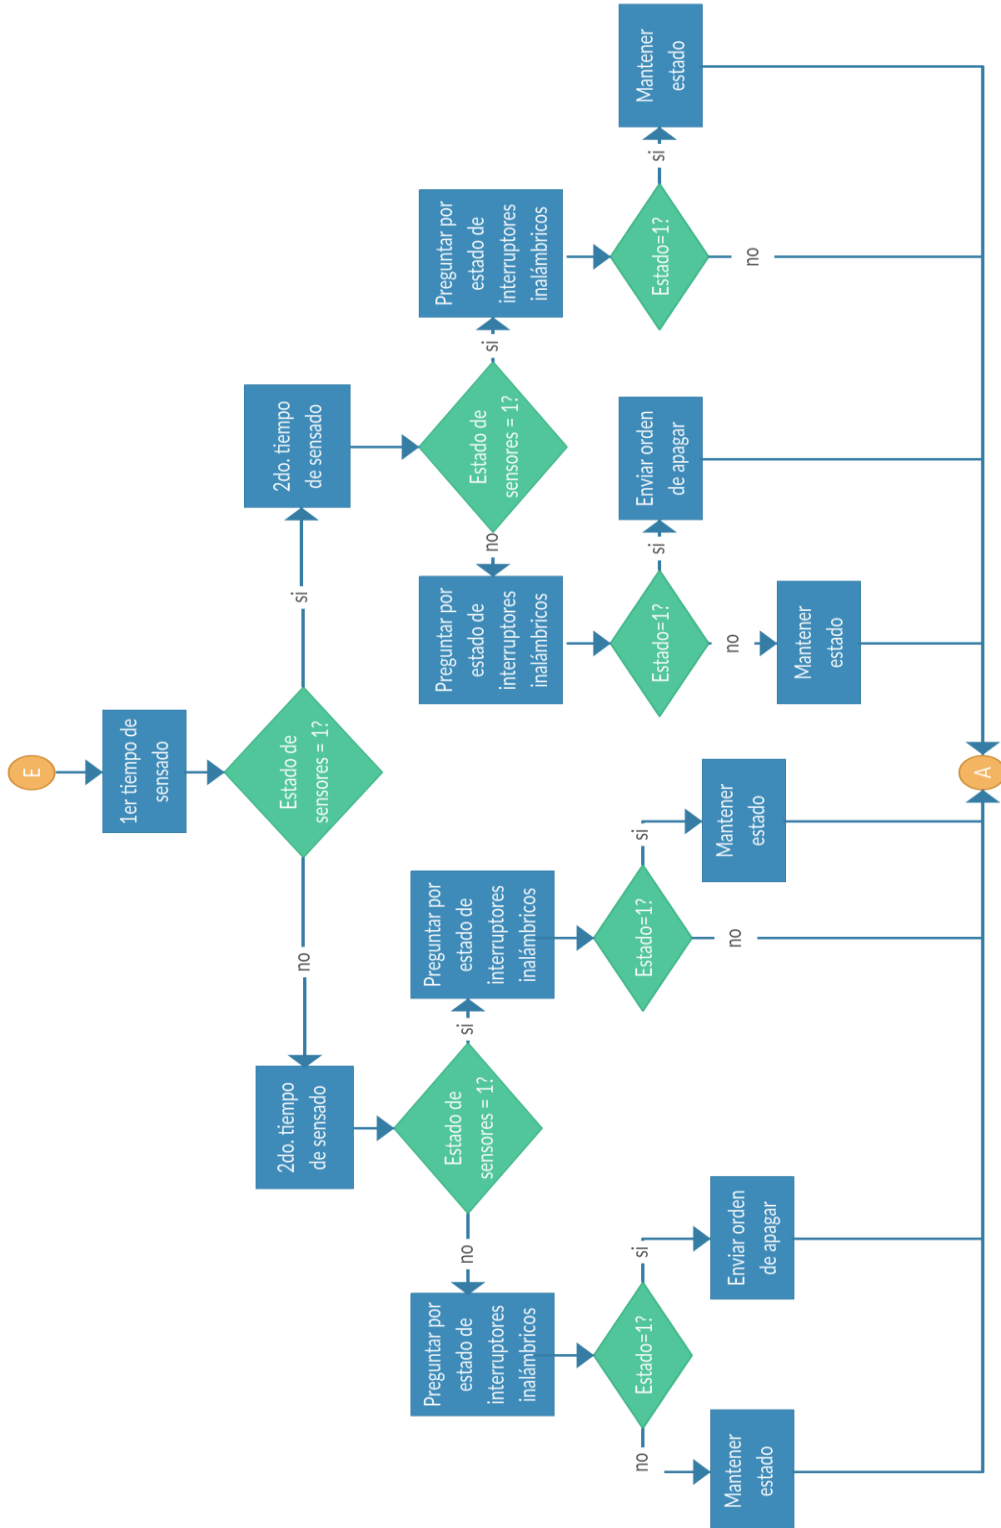 E
1er tiempo de
sensado
Estado de
sensores = 1?
no
si
2do. tiempo
de sensado
2do. tiempo
de sensado
Estado de
sensores = 1?
no
si
Estado de
sensores = 1?
no
si
Preguntar por
estado de
interruptores
inalámbricos
Preguntar por
estado de
interruptores
inalámbricos
Preguntar por
estado de
interruptores
inalámbricos
Preguntar por
estado de
interruptores
inalámbricos
Estado=1?
no
si
Estado=1?
si
no
Estado=1?
si
no
Estado=1?
si
no
Mantener
estado
Enviar orden
de apagar
Mantener
estado
Mantener
estado
Enviar orden
de apagar
Mantener
estado
A